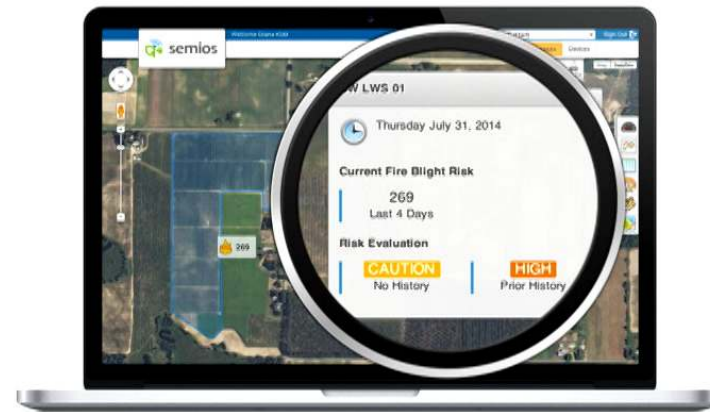 semios
Sign Out
W LWS 01
Thursday July 31, 2014
Current Fire Blight Risk
269
Last 4 Days
Risk Evaluation
CAUTION
No History
HIGH
Prior History
269